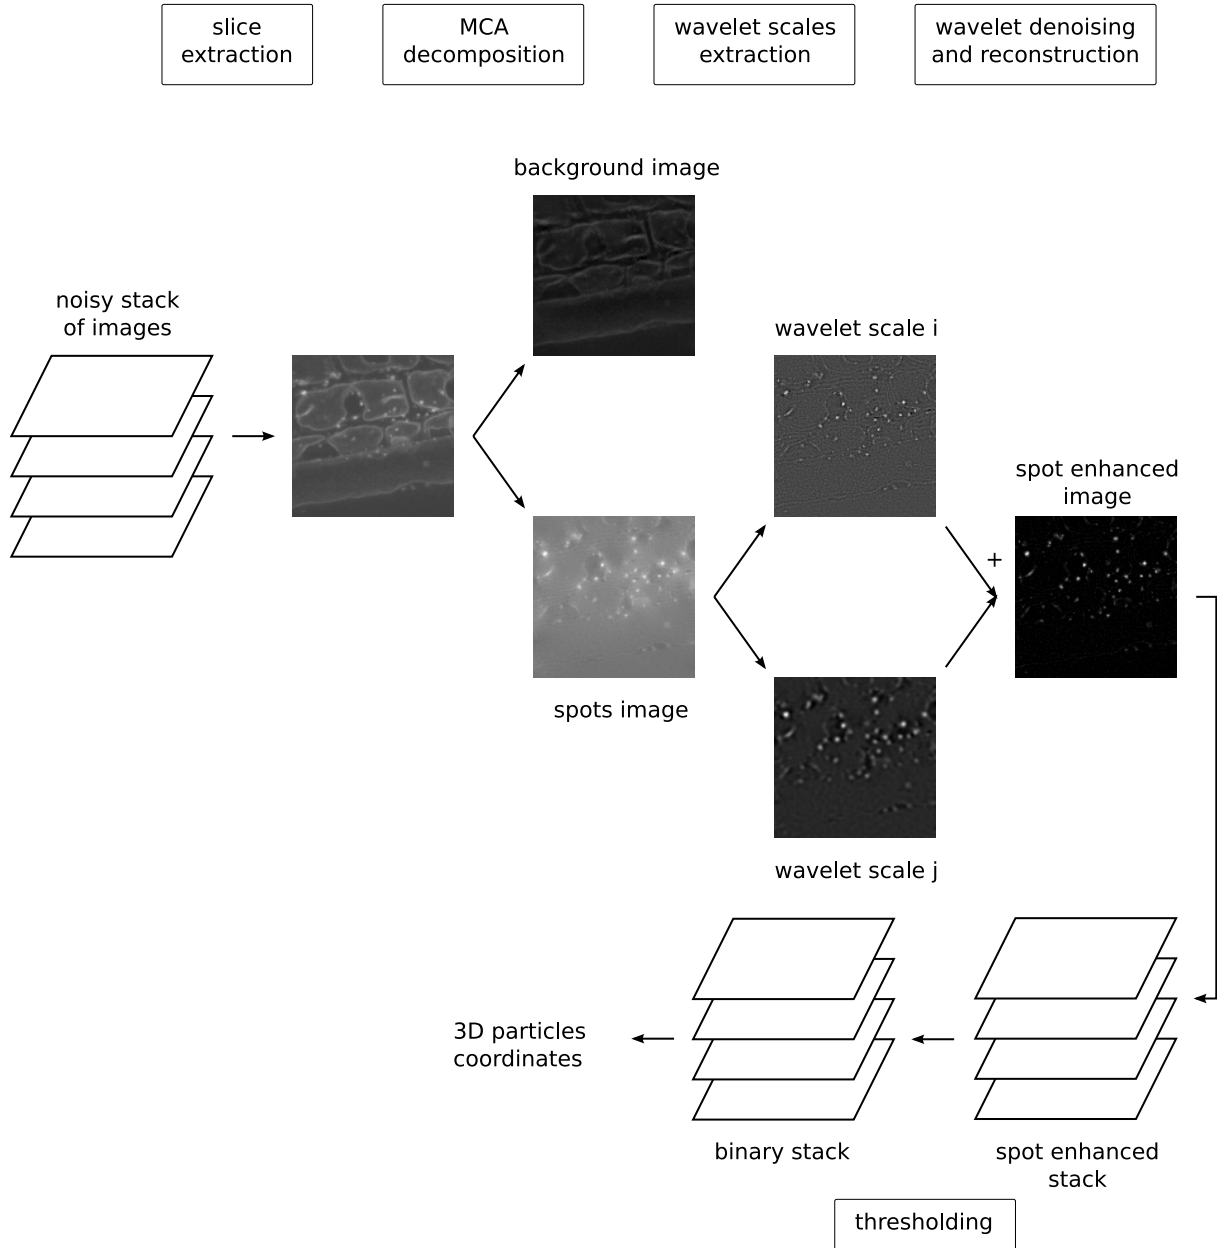 slice
extraction
MCA
decomposition
wavelet scales
extraction
wavelet denoising
and reconstruction
background image
noisy stack
of images
wavelet scale i
spot enhanced
image
+
spots image
wavelet scale j
3D particles
coordinates
binary stack
spot enhanced
stack
thresholding